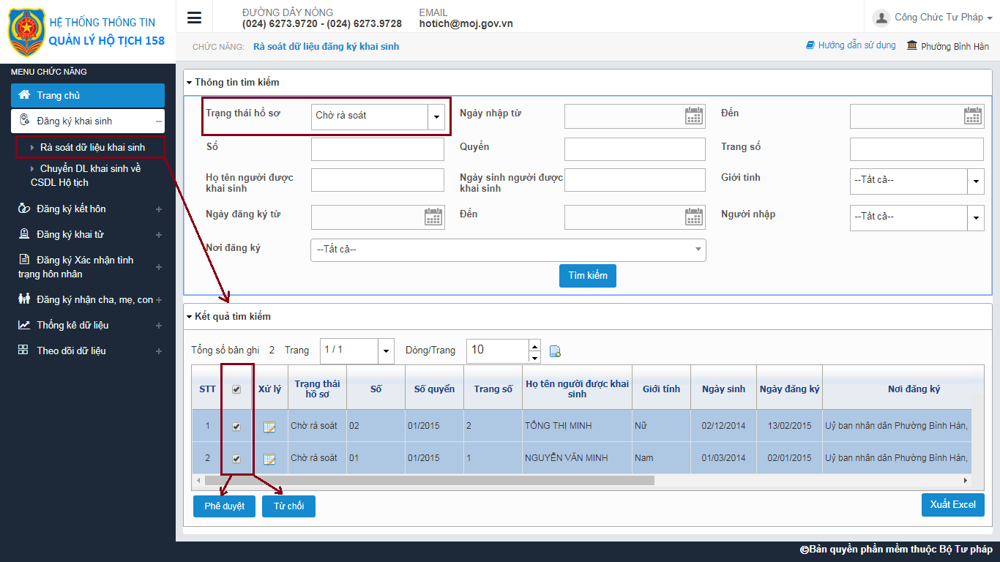 HỆ THỐNG THÔNG TIN
QUẢN LÝ HỘ TỊCH 158
ĐƯỜNG DÂY NÓNG
(024) 6273.9720 - (024) 6273.9728
EMAIL
hotich@moj.gov.vn
Công Chức Tư Pháp
CHỨC NĂNG: Rà soát dữ liệu đăng ký khai sinh
Hướng dẫn sử dụng
Phường Bình Hàn
MENU CHỨC NĂNG
Trang chủ
Đăng ký khai sinh
Rà soát dữ liệu khai sinh
Chuyển DL khai sinh về
CSDL Hộ tịch
Đăng ký kết hôn
Đăng ký khai tử
Đăng ký Xác nhận tình
trạng hôn nhân
Đăng ký nhận cha, mẹ, con
Thống kê dữ liệu
Theo dõi dữ liệu
Thông tin tìm kiếm
Trạng thái hồ sơ Chờ rà soát Ngày nhập từ Đến
Số Quyển Trang số
Họ tên người được
khai sinh
Ngày sinh người được
khai sinh
Giới tính --Tất cả--
Ngày đăng ký từ Đến Người nhập --Tất cả--
Nơi đăng ký --Tất cả--
Tìm kiếm
Kết quả tìm kiếm
Tổng số bản ghi 2 Trang 1 / 1 Dòng/Trang 10
STT Xử lý Trạng thái
hồ sơ
Số Số quyển Trang số Họ tên người được khai
sinh
Giới tính Ngày sinh Ngày đăng ký Nơi đăng ký
1 Chờ rà soát 02 01/2015 2 TỐNG THỊ MINH Nữ 02/12/2014 13/02/2015 Uỷ ban nhân dân Phường Bình Hàn,
2 Chờ rà soát 01 01/2015 1 NGUYỄN VĂN MINH Nam 01/03/2014 02/01/2015 Uỷ ban nhân dân Phường Bình Hàn,
Phê duyệt Từ chối Xuất Excel
©Bản quyền phần mềm thuộc Bộ Tư pháp